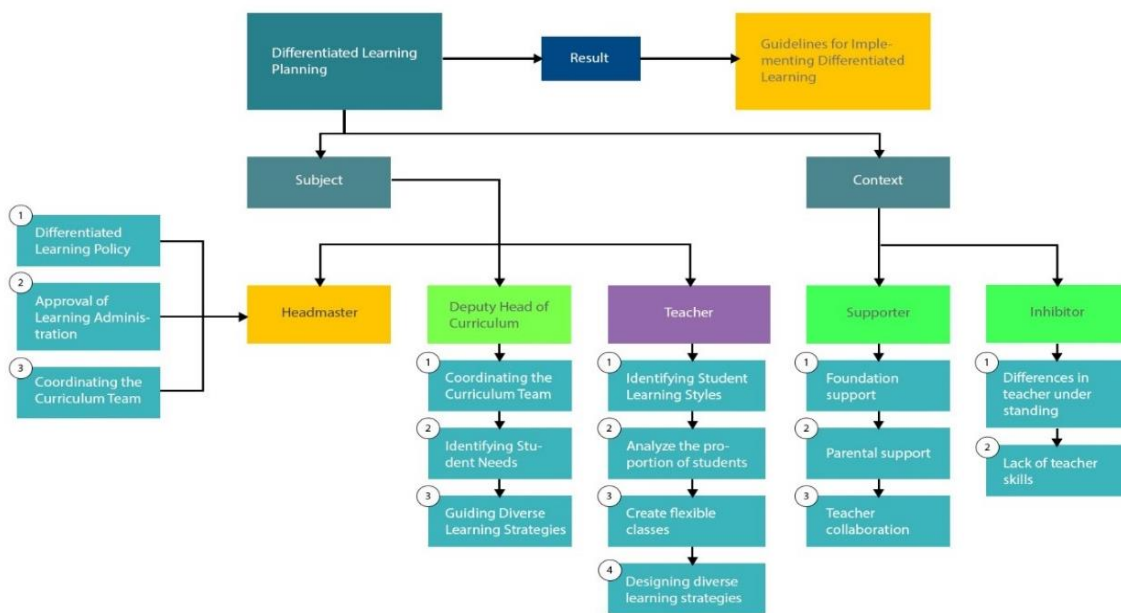 Differentiated Learning
Planning
Result
Guidelines for Imple-
menting Differentiated
Learning
Subject
Context
1
Differentiated
Learning Policy
2
Approval of
Learning Adminis-
tration
3
Coordinating the
Curriculum Team
Headmaster
Deputy Head of
Curriculum
Teacher
Supporter
Inhibitor
1
Coordinating the
Curriculum Team
2
Identifying Stu-
dent Needs
3
Guiding Diverse
Learning Strategies
1
Identifying Student
Learning Styles
2
Analyze the pro-
portion of students
3
Create flexible
classes
4
Designing diverse
learning strategies
1
Foundation
support
2
Parental support
3
Teacher
collaboration
1
Differences in
teacher under
standing
2
Lack of teacher
skills